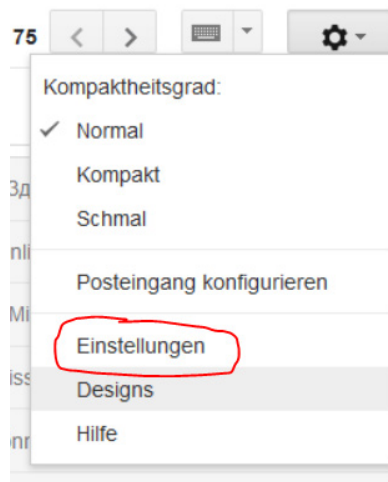 75
Kompaktheitsgrad:
Normal
Kompakt
Schmal
Posteingang konfigurieren
Einstellungen
Designs
Hilfe